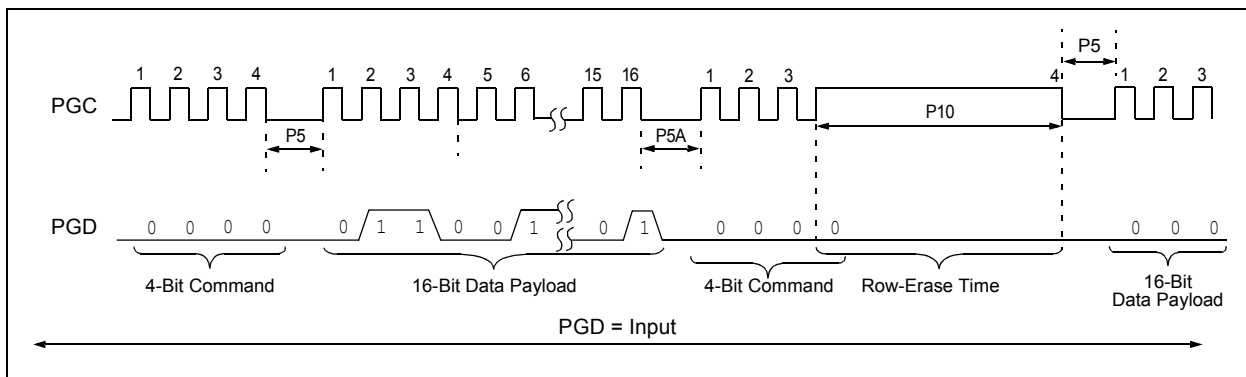 P5
1 2 3 4 1 2 3 4 5 6 15 16 1 2 3 4 1 2 3
PGC
P10
P5 P5A
PGD 0 0 0 0 0 1 1 0 0 1 0 1 0 0 0 0 0 0 0
4-Bit Command 16-Bit Data Payload 4-Bit Command Row-Erase Time 16-Bit
Data Payload
PGD = Input